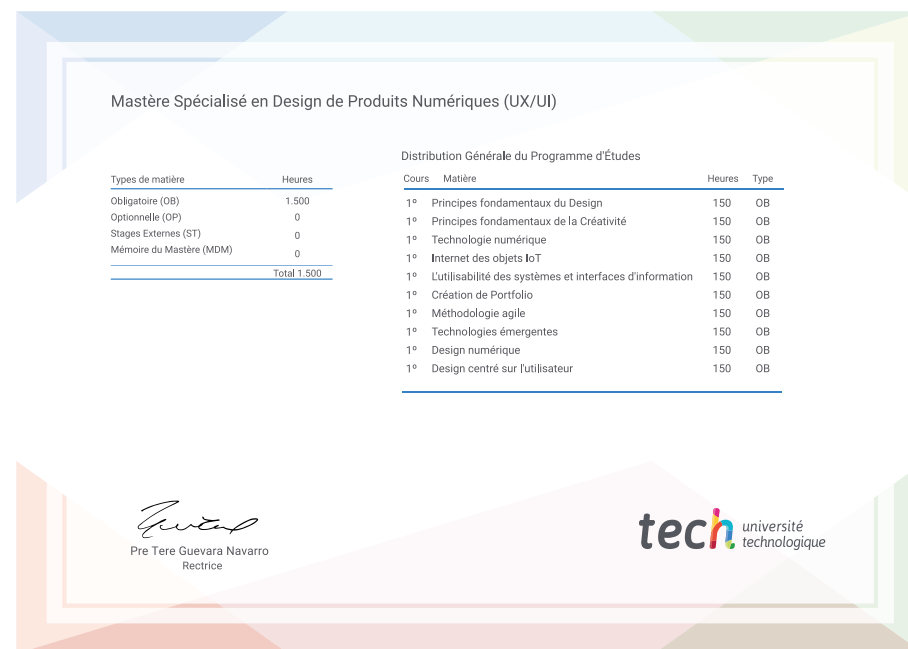 Mastère Spécialisé en Design de Produits Numériques (UX/UI)
Types de matière Heures
Obligatoire (OB) 1.500
Optionnelle (OP) 0
Stages Externes (ST) 0
Mémoire du Mastère (MDM) 0
Total 1.500
Distribution Générale du Programme d'Études
Cours Matière Heures Type
1º Principes fondamentaux du Design 150 OB
1º Principes fondamentaux de la Créativité 150 OB
1º Technologie numérique 150 OB
1º Internet des objets IoT 150 OB
1º L'utilisabilité des systèmes et interfaces d'information 150 OB
1º Création de Portfolio 150 OB
1º Méthodologie agile 150 OB
1º Technologies émergentes 150 OB
1º Design numérique 150 OB
1º Design centré sur l'utilisateur 150 OB
Pre Tere Guevara Navarro
Rectrice
tech université
technologique